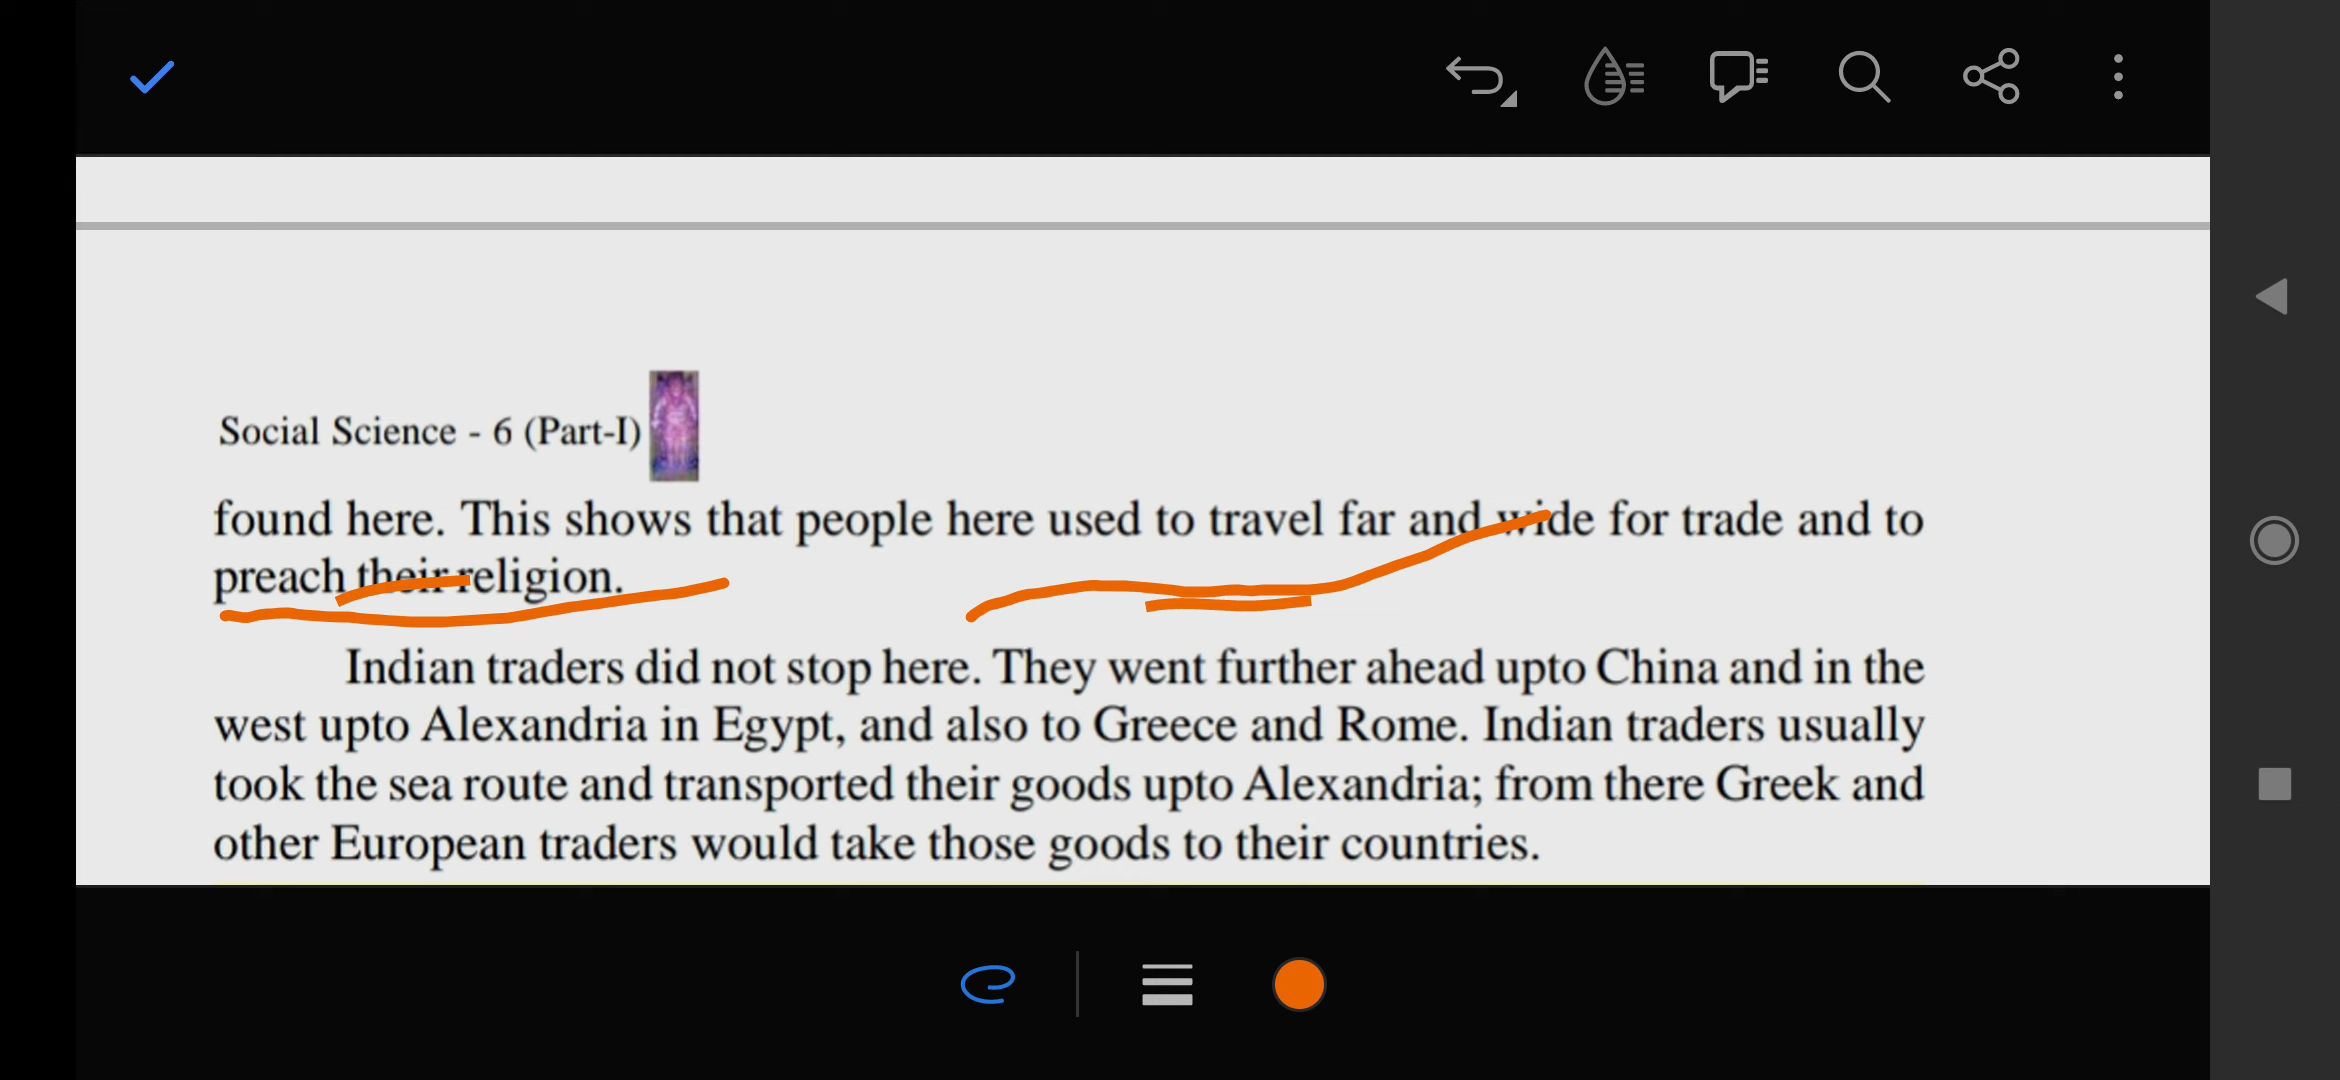 Social Science - 6 (Part-I)
found here. This shows that people here used to travel far and wide for trade and to
preach their religion.
Indian traders did not stop here. They went further ahead upto China and in the
west upto Alexandria in Egypt, and also to Greece and Rome. Indian traders usually
took the sea route and transported their goods upto Alexandria; from there Greek and
other European traders would take those goods to their countries.